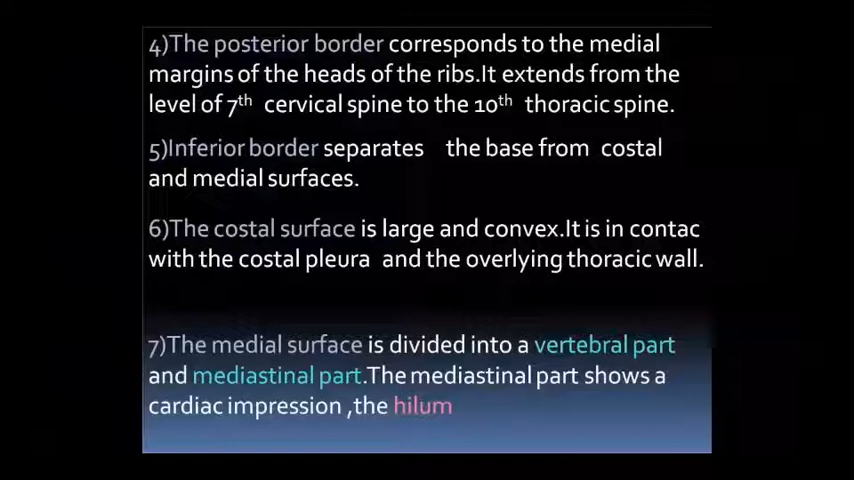 4)The posterior border corresponds to the medial
margins of the heads of the ribs.It extends from the
level of 7th cervical spine to the 10th thoracic spine.
5)Inferior border separates the base from costal
and medial surfaces.
6)The costal surface is large and convex.It is in contac
with the costal pleura and the overlying thoracic wall.
7)The medial surface is divided into a vertebral part
and mediastinal part.The mediastinal part shows a
cardiac impression ,the hilum